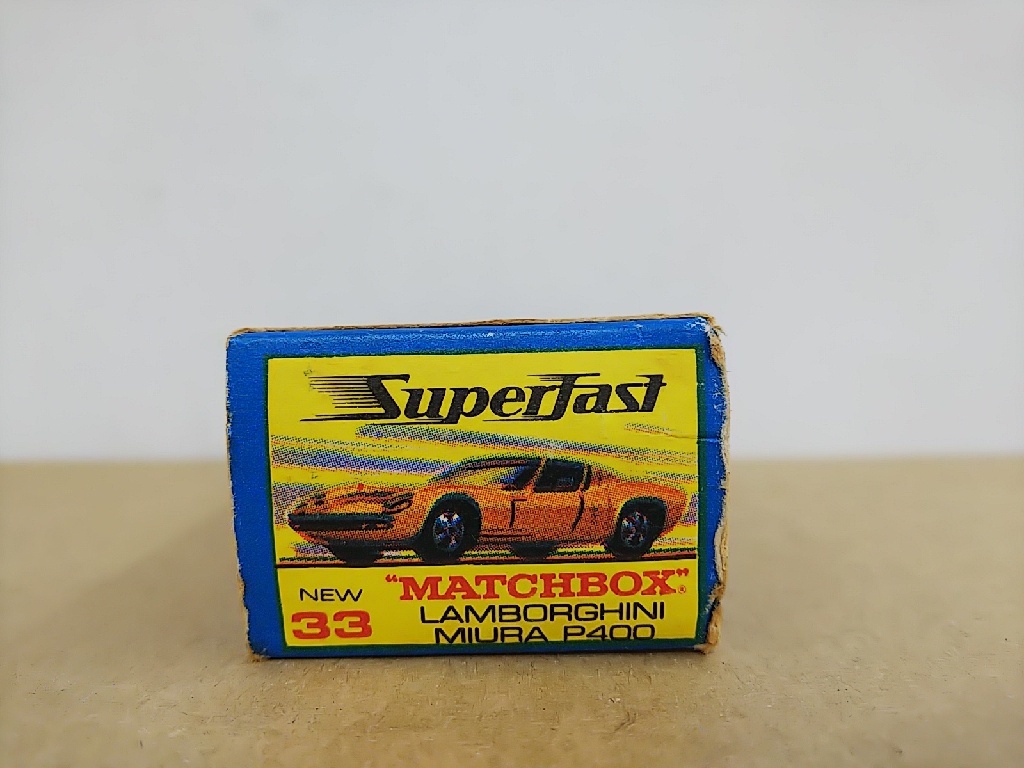 Superfast
NEW "MATCHBOX"®
33 LAMBORGHINI
MIURA P400